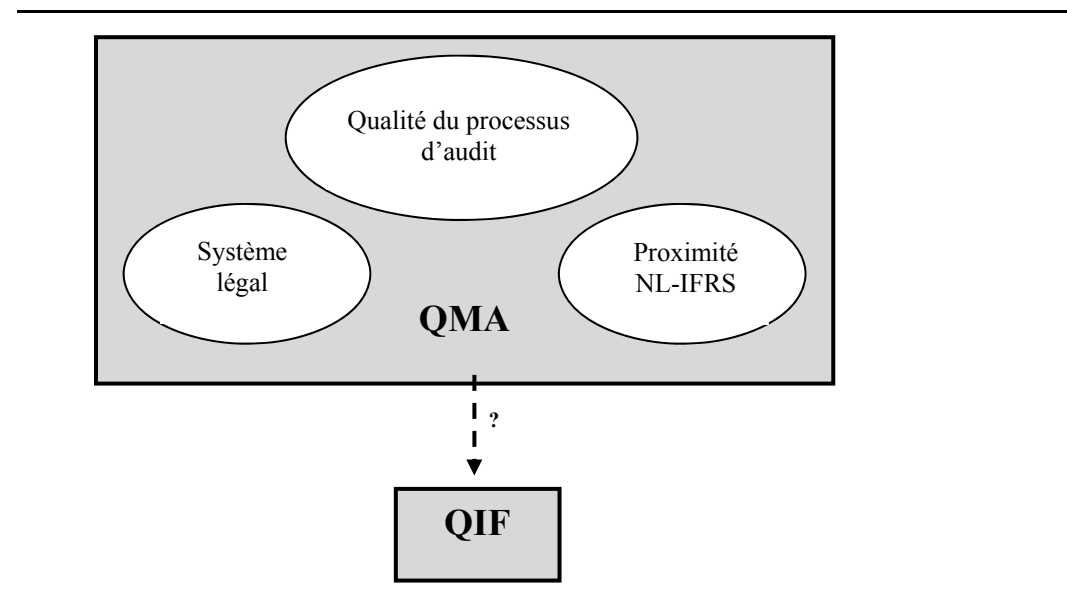 Qualité du processus
d’audit
Système
légal
Proximité
NL-IFRS
QMA
?
QIF